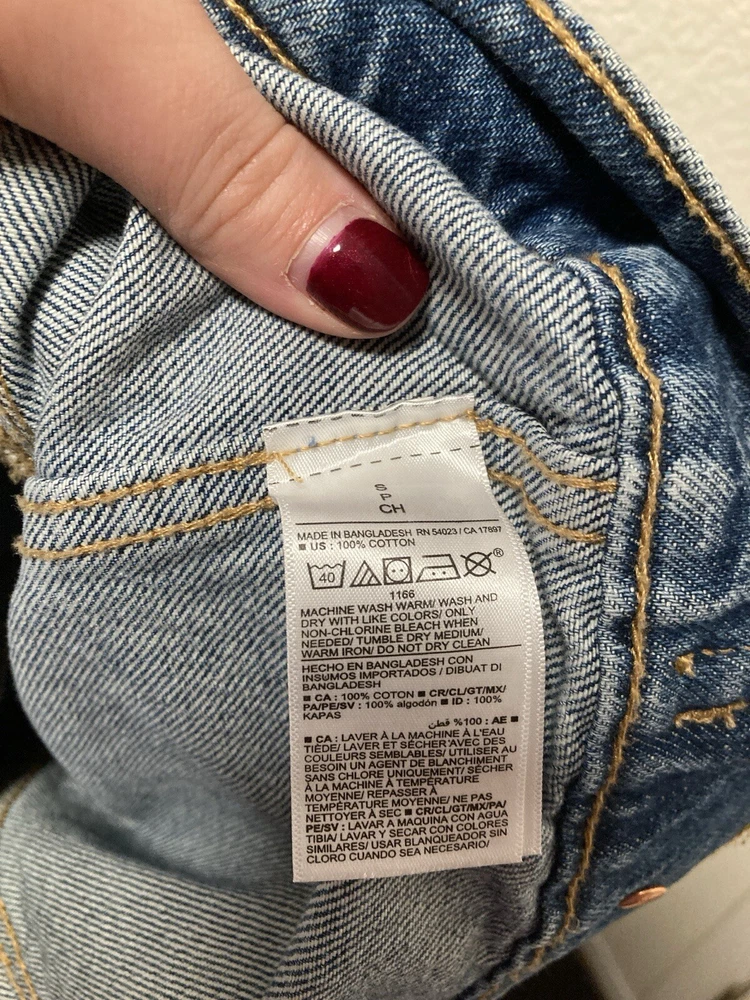 S
P
CH
MADE IN BANGLADESH RN 54023 / CA 17897
■ US : 100% COTTON
40
®
1166
MACHINE WASH WARM/ WASH AND
DRY WITH LIKE COLORS/ ONLY
NON-CHLORINE BLEACH WHEN
NEEDED/ TUMBLE DRY MEDIUM/
WARM IRON/ DO NOT DRY CLEAN
HECHO EN BANGLADESH CON
INSUMOS IMPORTADOS / DIBUAT DI
BANGLADESH
■ CA : 100% COTON ■ CR/CL/GT/MX/
PA/PE/SV : 100% algodón ■ ID : 100%
KAPAS
■ AE : 100% قطن
■ CA : LAVER À LA MACHINE À L'EAU
TIÈDE/ LAVER ET SÉCHER AVEC DES
COULEURS SEMBLABLES/ UTILISER AU
BESOIN UN AGENT DE BLANCHIMENT
SANS CHLORE UNIQUEMENT/ SÉCHER
À LA MACHINE À TEMPÉRATURE
MOYENNE/ REPASSER À
TEMPÉRATURE MOYENNE/ NE PAS
NETTOYER À SEC ■ CR/CL/GT/MX/PA/
PE/SV : LAVAR A MAQUINA CON AGUA
TIBIA/ LAVAR Y SECAR CON COLORES
SIMILARES/ USAR BLANQUEADOR SIN
CLORO CUANDO SEA NECESARIO/